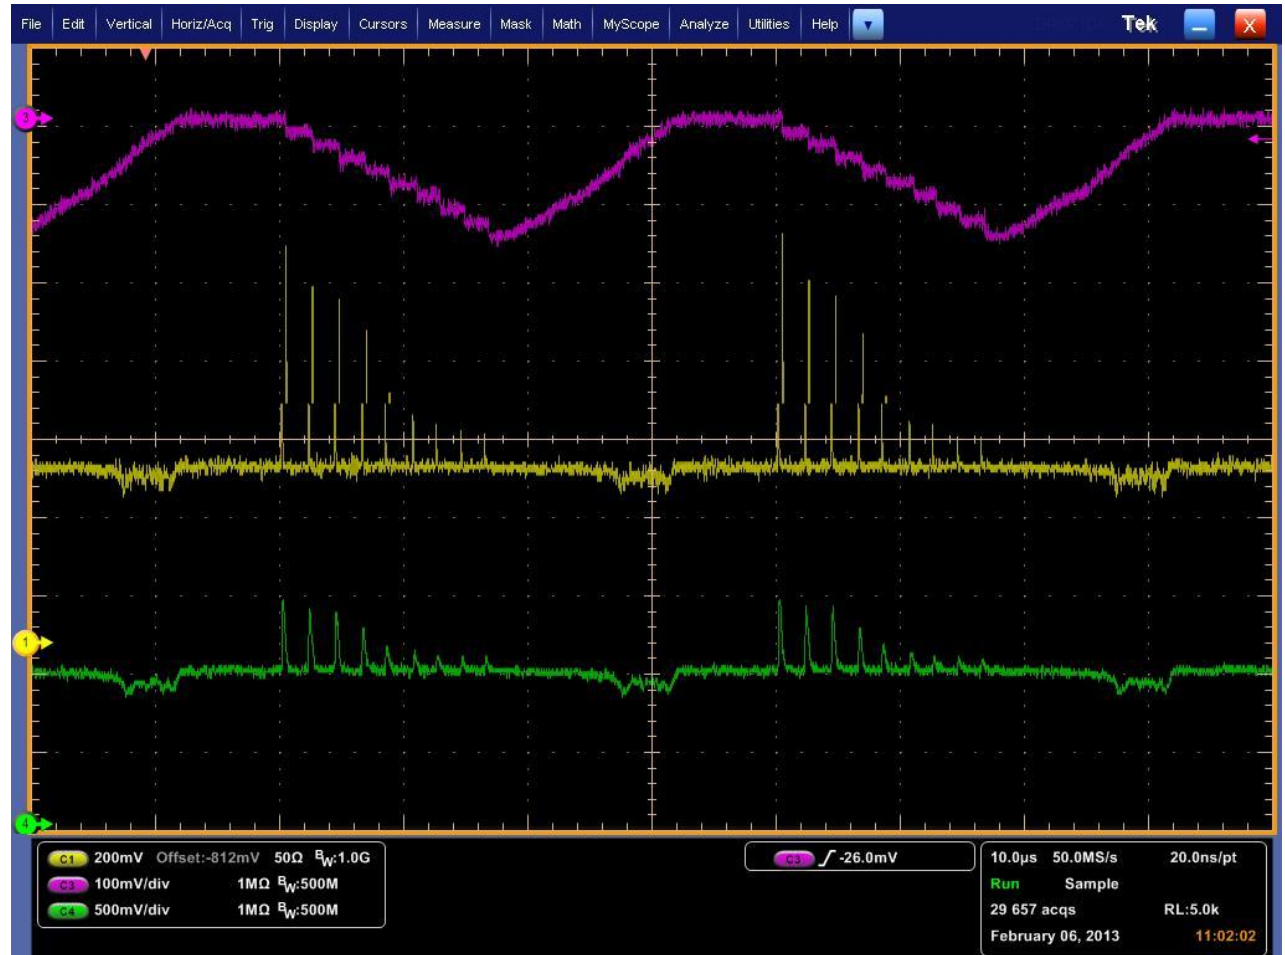 File Edit Vertical Horiz/Acq Trig Display Cursors Measure Mask Math MyScope Analyze Utilities Help Tek X
3
1
4
C1 200mV Offset:-812mV 50Ω BW:1.0G
C3 100mV/div 1MΩ BW:500M
C4 500mV/div 1MΩ BW:500M
C3 -26.0mV
10.0µs 50.0MS/s 20.0ns/pt
Run Sample
29 657 acqs RL:5.0k
February 06, 2013 11:02:02